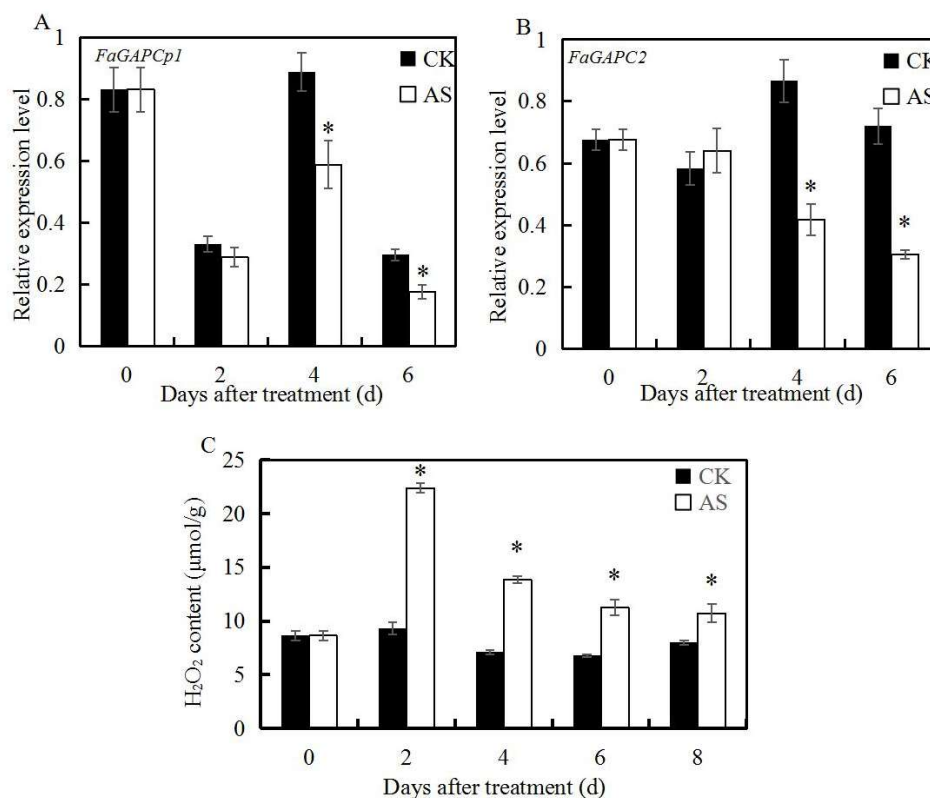 A
FaGAPCp1
CK
AS
Relative expression level
1
0.8
0.6
0.4
0.2
0
*
*
0 2 4 6
Days after treatment (d)
B
FaGAPC2
CK
AS
Relative expression level
1
0.8
0.6
0.4
0.2
0
*
*
0 2 4 6
Days after treatment (d)
C
CK
AS
H₂O₂ content (μmol/g)
25
20
15
10
5
0
*
*
*
*
0 2 4 6 8
Days after treatment (d)